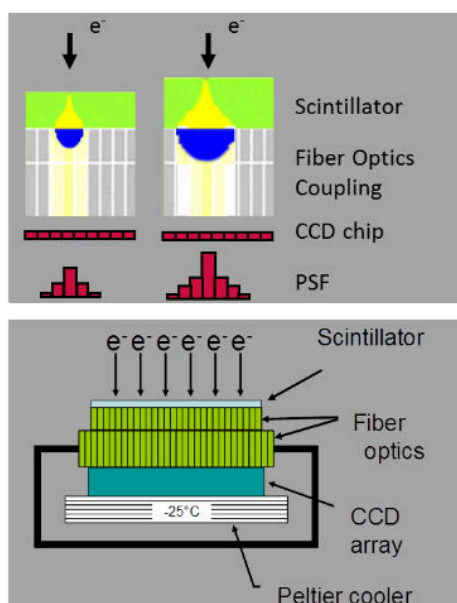 e⁻ e⁻
Scintillator
Fiber Optics
Coupling
CCD chip
PSF
e⁻ e⁻ e⁻ e⁻ e⁻ e⁻
Scintillator
Fiber
optics
-25°C
CCD
array
Peltier cooler